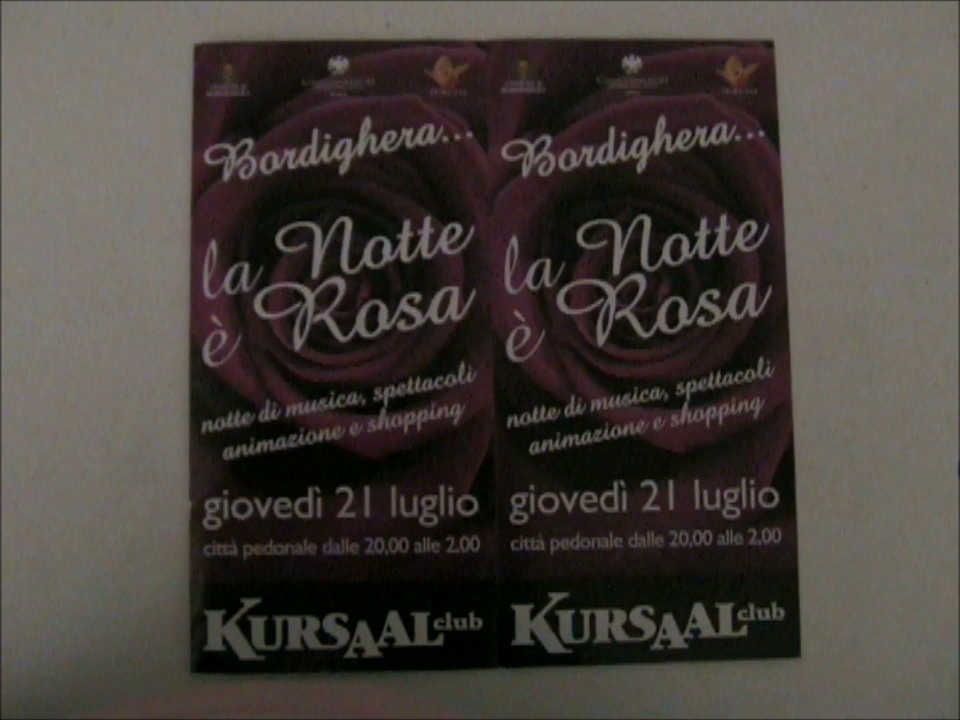 Bordighera...
la Notte
è Rosa
notte di musica, spettacoli
animazione e shopping
giovedì 21 luglio
città pedonale dalle 20,00 alle 2,00
KURSAAL club
Bordighera...
la Notte
è Rosa
notte di musica, spettacoli
animazione e shopping
giovedì 21 luglio
città pedonale dalle 20,00 alle 2,00
KURSAAL club